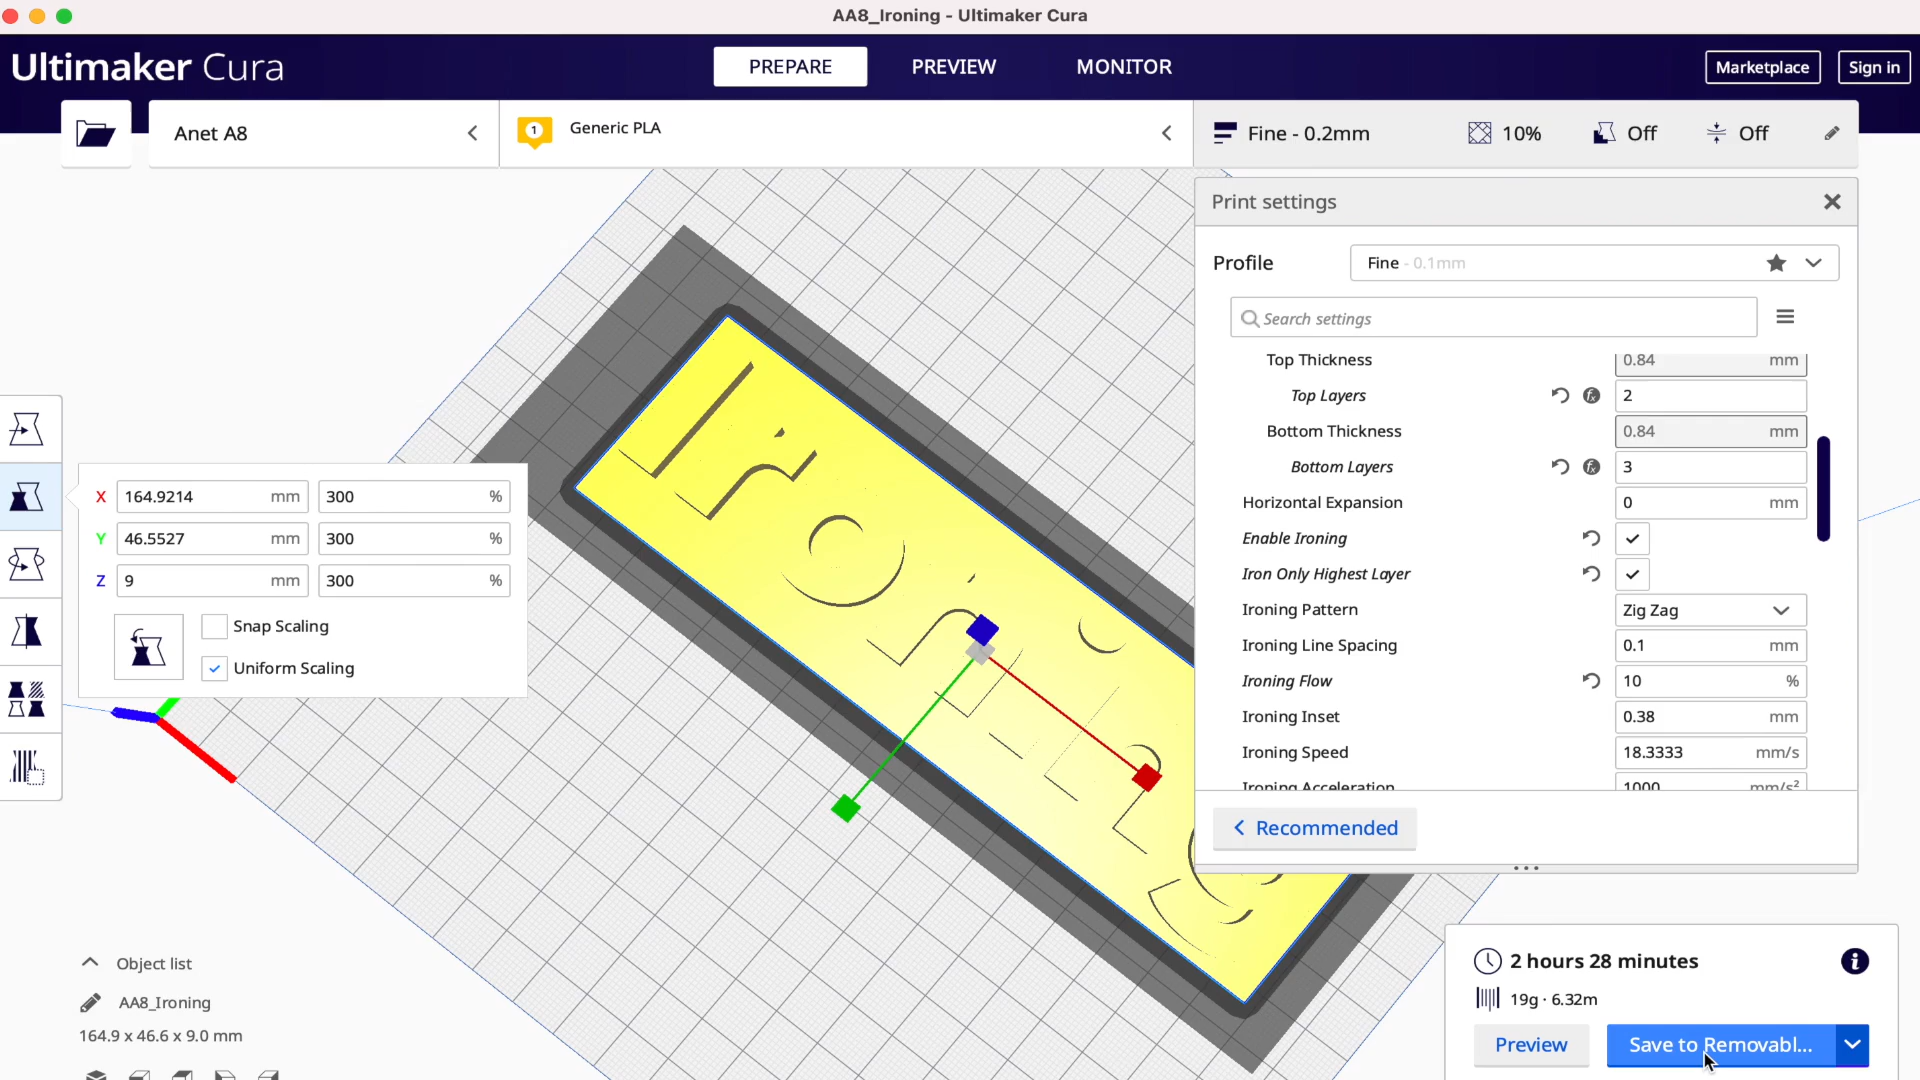 AA8_Ironing - Ultimaker Cura
Ultimaker Cura
PREPARE
PREVIEW
MONITOR
Marketplace
Sign in
Anet A8
1
Generic PLA
Fine - 0.2mm
10%
Off
Off
Print settings
Profile
Fine - 0.1mm
Search settings
Top Thickness 0.84 mm
Top Layers 2
Bottom Thickness 0.84 mm
Bottom Layers 3
Horizontal Expansion 0 mm
Enable Ironing
Iron Only Highest Layer
Ironing Pattern Zig Zag
Ironing Line Spacing 0.1 mm
Ironing Flow 10 %
Ironing Inset 0.38 mm
Ironing Speed 18.3333 mm/s
Ironing Acceleration 1000 mm/s²
Recommended
X 164.9214 mm 300 %
Y 46.5527 mm 300 %
Z 9 mm 300 %
Snap Scaling
Uniform Scaling
Ironing
Object list
AA8_Ironing
164.9 x 46.6 x 9.0 mm
2 hours 28 minutes
19g · 6.32m
Preview
Save to Removabl...